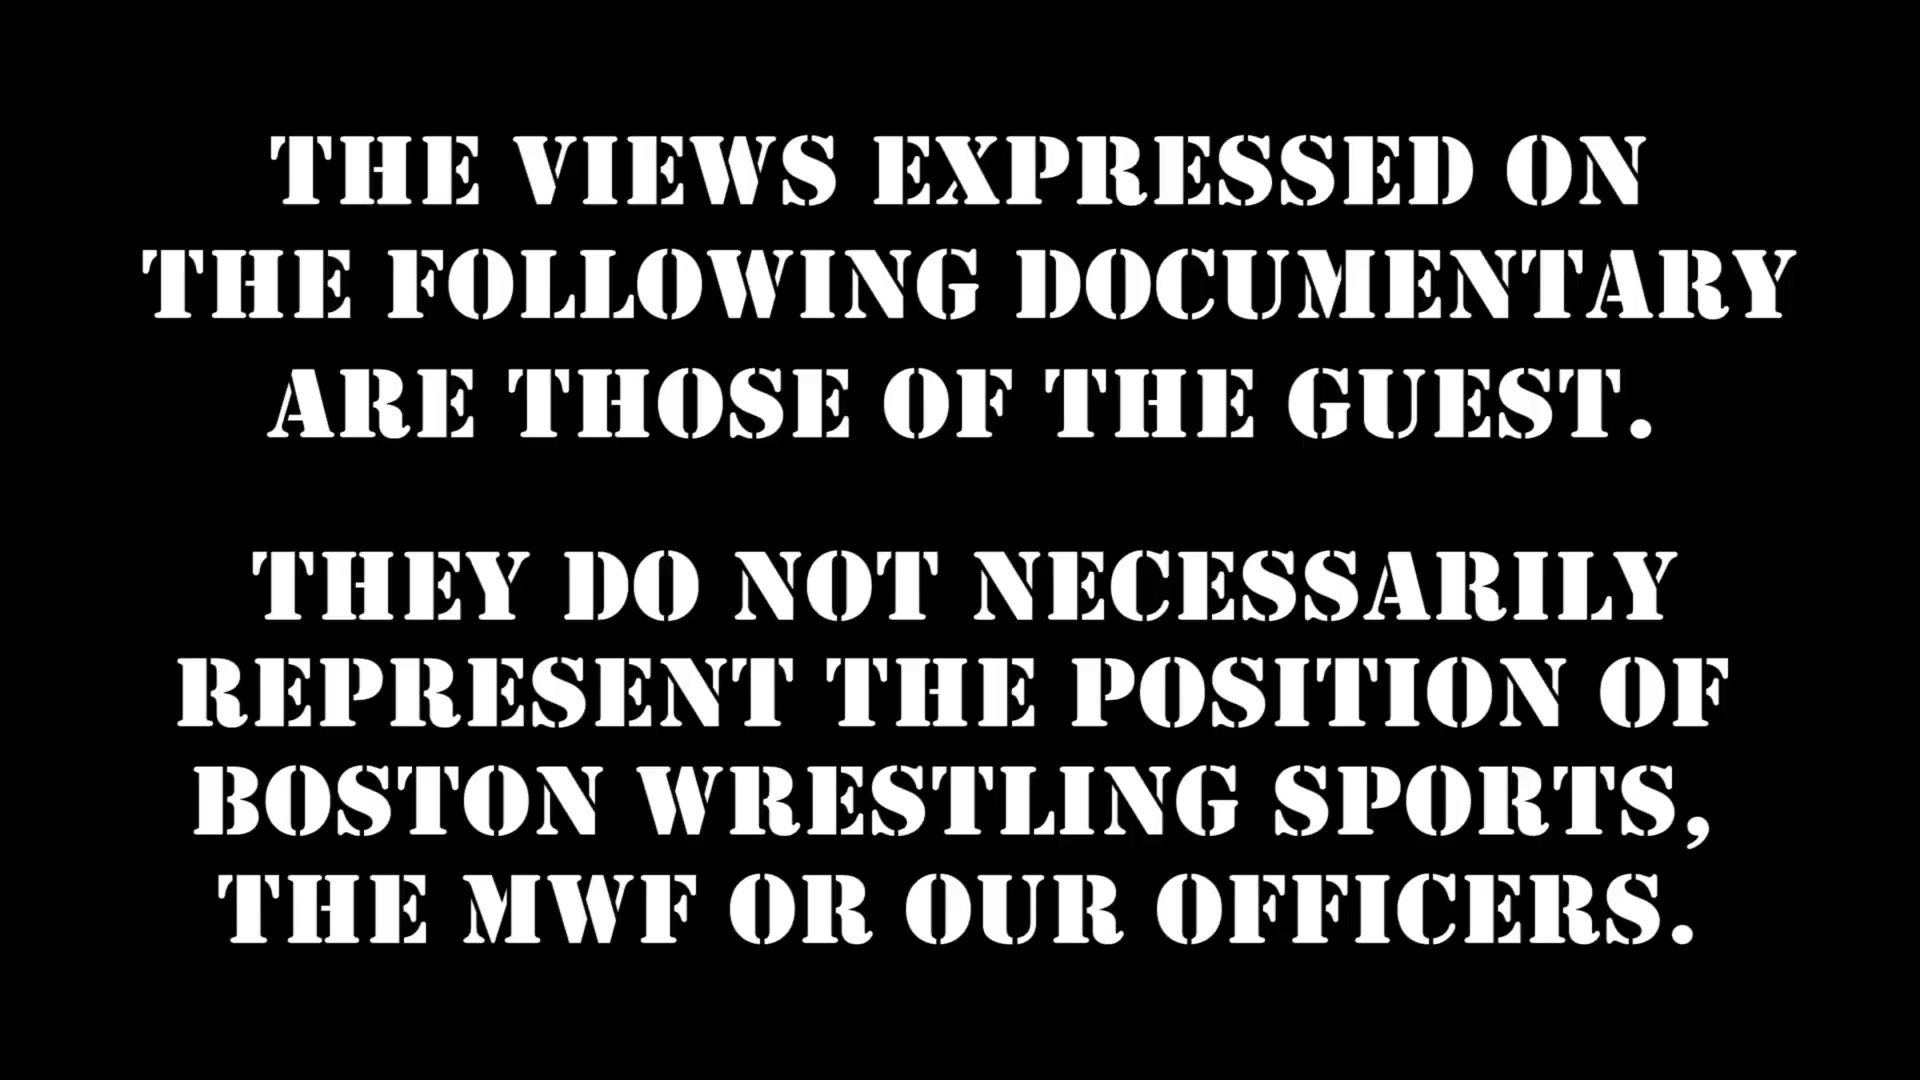 THE VIEWS EXPRESSED ON
THE FOLLOWING DOCUMENTARY
ARE THOSE OF THE GUEST.
THEY DO NOT NECESSARILY
REPRESENT THE POSITION OF
BOSTON WRESTLING SPORTS,
THE MWF OR OUR OFFICERS.